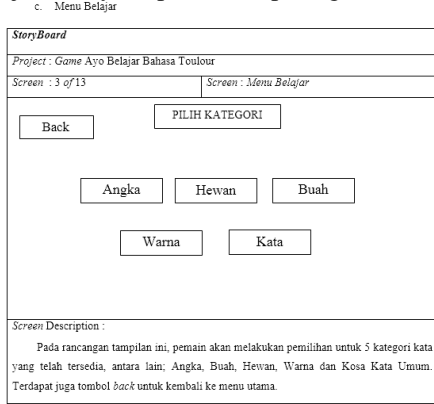 c. Menu Belajar
StoryBoard
Project : Game Ayo Belajar Bahasa Toulour
Screen : 3 of 13 Screen : Menu Belajar
PILIH KATEGORI
Back
Angka Hewan Buah
Warna Kata
Screen Description :
Pada rancangan tampilan ini, pemain akan melakukan pemilihan untuk 5 kategori kata
yang telah tersedia, antara lain; Angka, Buah, Hewan, Warna dan Kosa Kata Umum.
Terdapat juga tombol back untuk kembali ke menu utama.